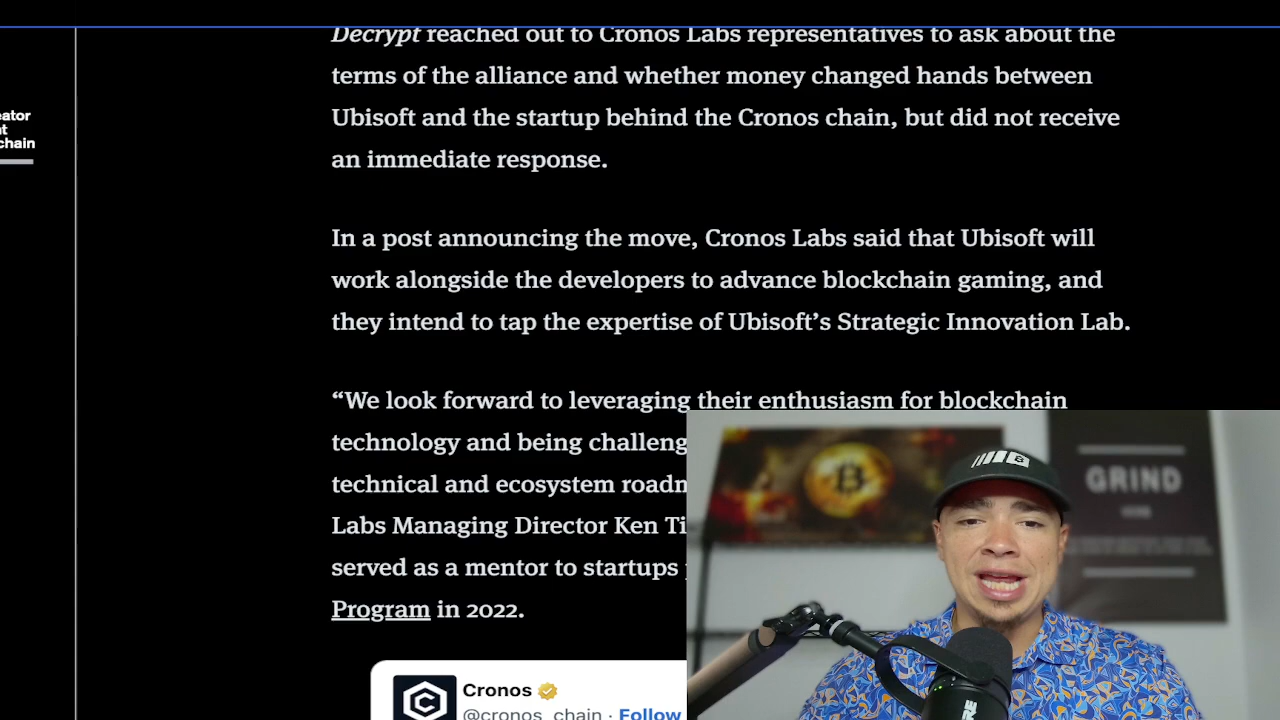 Decrypt reached out to Cronos Labs representatives to ask about the
terms of the alliance and whether money changed hands between
Ubisoft and the startup behind the Cronos chain, but did not receive
an immediate response.
In a post announcing the move, Cronos Labs said that Ubisoft will
work alongside the developers to advance blockchain gaming, and
they intend to tap the expertise of Ubisoft’s Strategic Innovation Lab.
“We look forward to leveraging their enthusiasm for blockchain
technology and being challeng
technical and ecosystem roadm
Labs Managing Director Ken Ti
served as a mentor to startups
Program in 2022.
Cronos
@cronos_chain · Follow
eator
nt
chain
GRIND
B